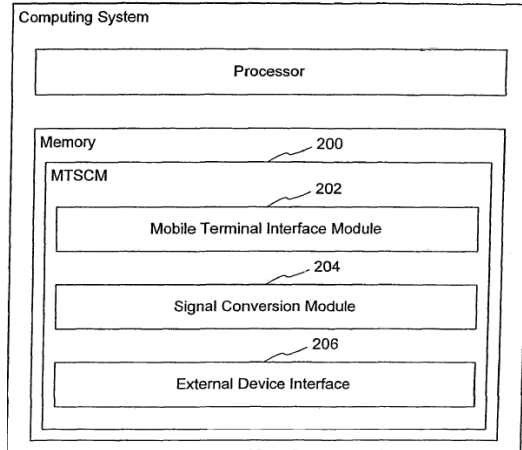 Computing System
Processor
Memory
200
MTSCM
202
Mobile Terminal Interface Module
204
Signal Conversion Module
206
External Device Interface